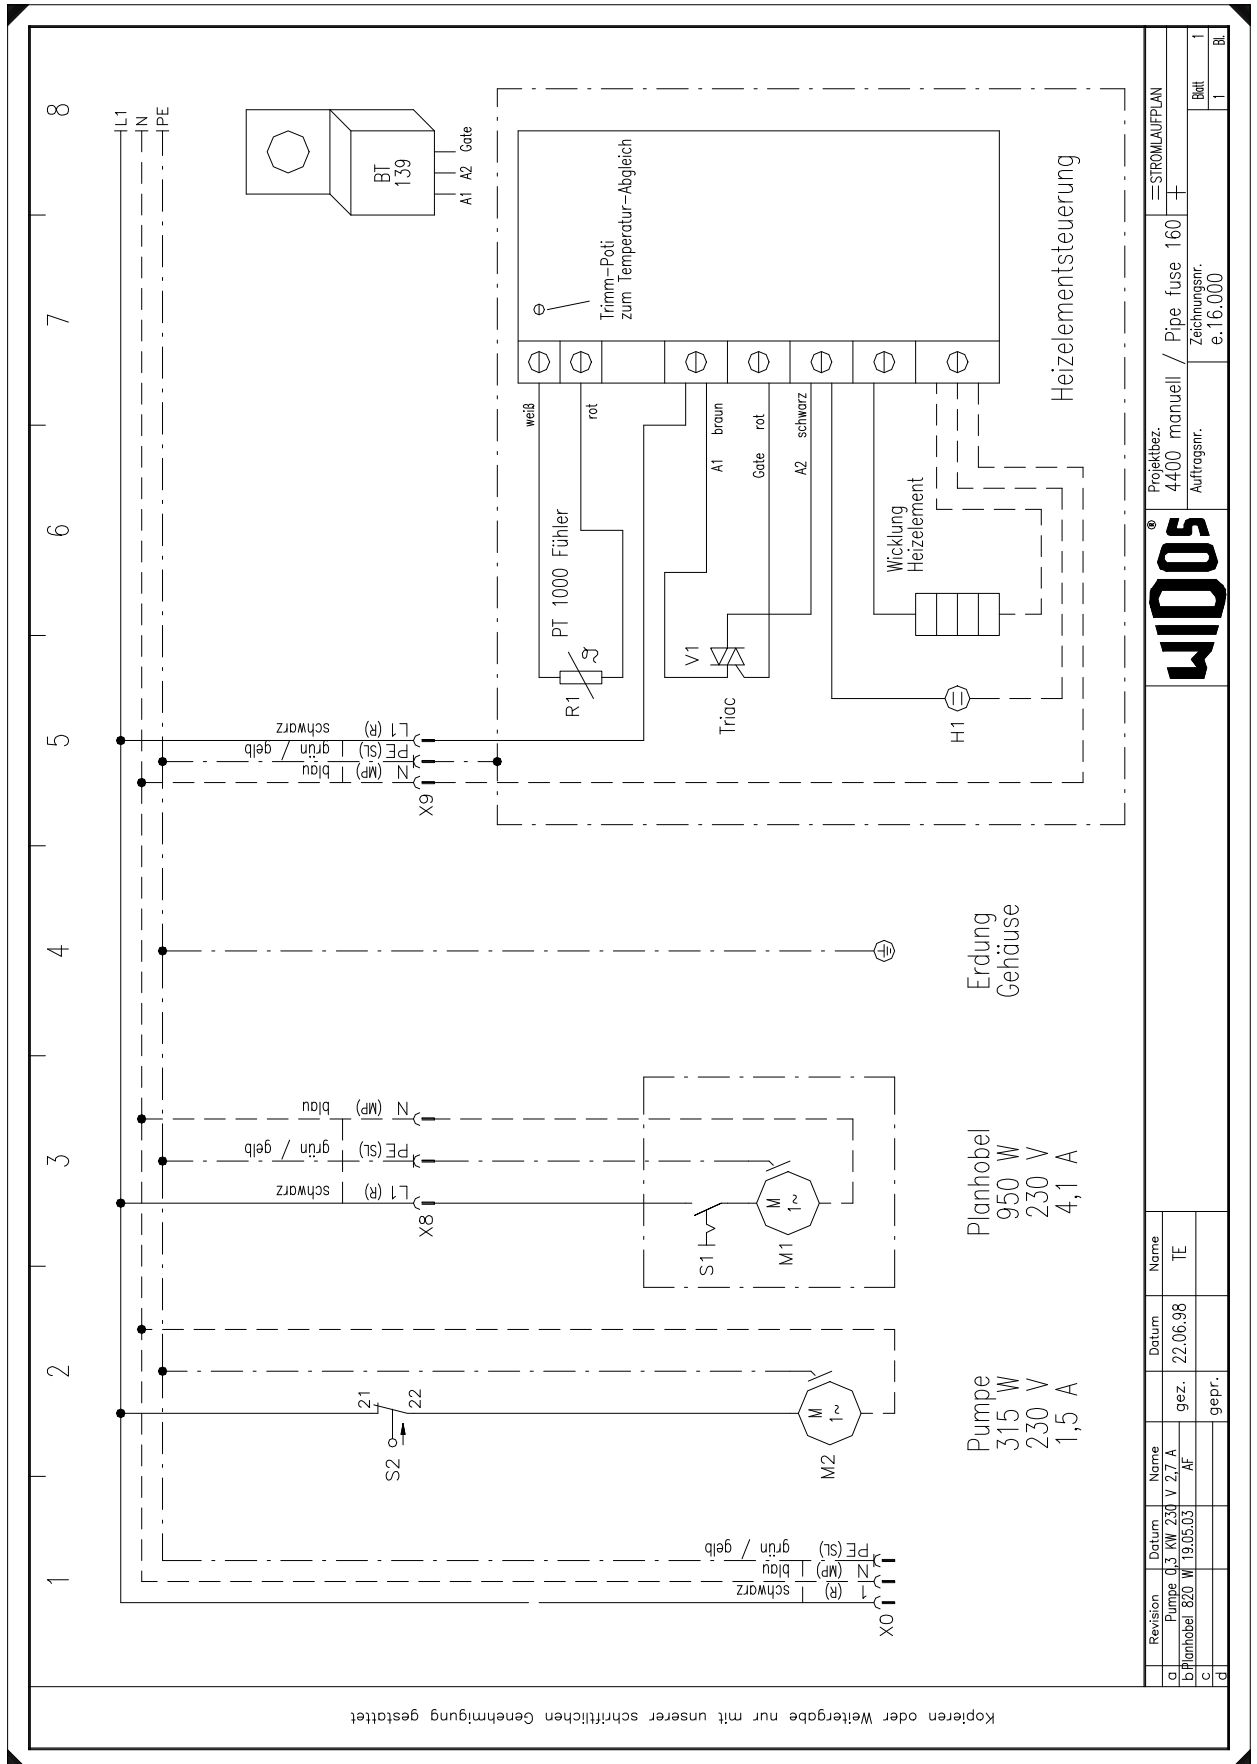 1
2
3
4
5
6
7
8
L1
N
PE
BT
139
A1
A2
Gate
Trimm-Poti
zum Temperatur-Abgleich
weiß
rot
A1
braun
Gate
rot
A2
schwarz
PT 1000 Fühler
R1
V1
Triac
Wicklung
Heizelement
H1
Heizelementsteuerung
schwarz
L1 (R)
grün / gelb
PE (SL)
blau
N (MP)
X9
Erdung
Gehäuse
blau
N (MP)
grün / gelb
PE (SL)
schwarz
L1 (R)
X8
S1
M
1~
M1
Planhobel
950 W
230 V
4,1 A
21
22
S2
M
1~
M2
Pumpe
315 W
230 V
1,5 A
grün / gelb
PE (SL)
blau
N (MP)
schwarz
1 (R)
X0
Kopieren oder Weitergabe nur mit unserer schriftlichen Genehmigung gestattet
Revision
Datum
Name
a Pumpe 0,3 KW 230 V 2,7 A
b Planhobel 820 W 19.05.03 AF
c
d
Datum
Name
gez. 22.06.98 TE
gepr.
WIDOS®
Projektbez.
4400 manuell / Pipe fuse 160
Auftragsnr.
Zeichnungsnr.
e.16.000
=STROMLAUFPLAN
+
Blatt 1
1 Bl.